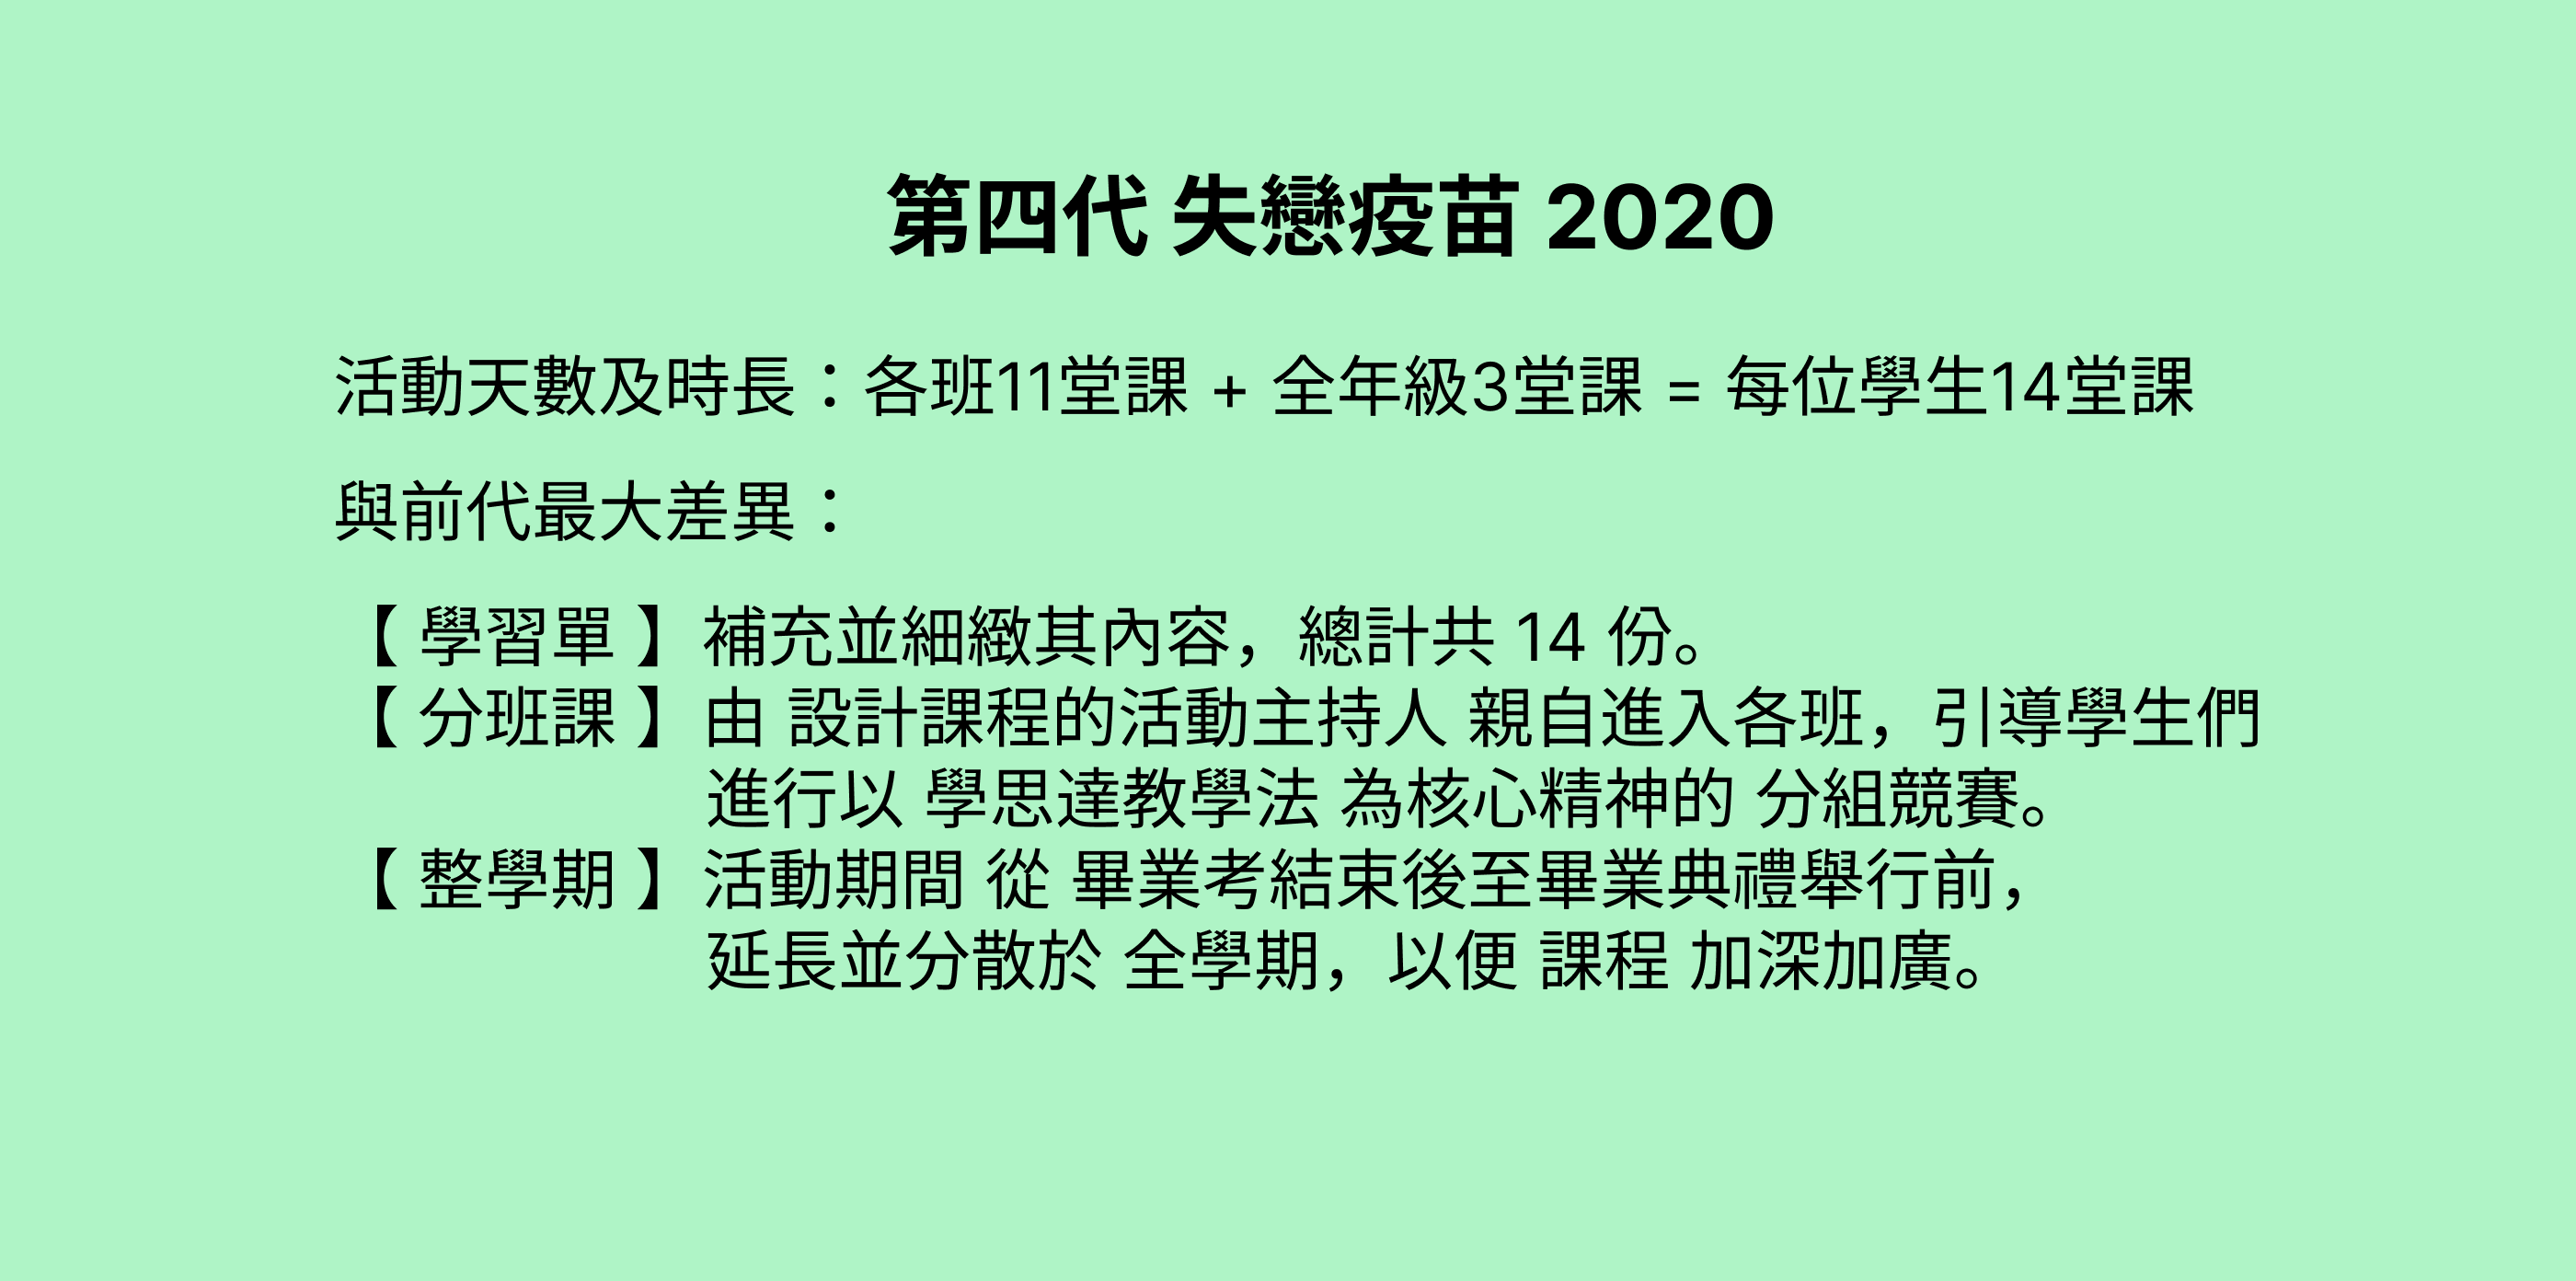 第四代 失戀疫苗 2020
活動天數及時長：各班11堂課 + 全年級3堂課 = 每位學生14堂課
與前代最大差異：
【 學習單 】補充並細緻其內容，總計共 14 份。
【 分班課 】由 設計課程的活動主持人 親自進入各班，引導學生們
進行以 學思達教學法 為核心精神的 分組競賽。
【 整學期 】活動期間 從 畢業考結束後至畢業典禮舉行前，
延長並分散於 全學期，以便 課程 加深加廣。